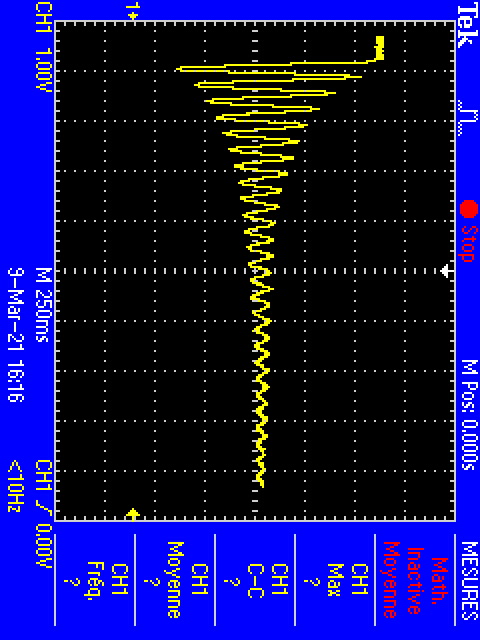 Tek Stop M Pos: 0.000s MESURES
Math.
Inactive
Moyenne
CH1
Max
?
CH1
C-C
?
CH1
Moyenne
?
CH1
Fréq.
?
1
CH1 1.00V M 250ms CH1 / 0.00V
9-Mar-21 16:16 <10Hz